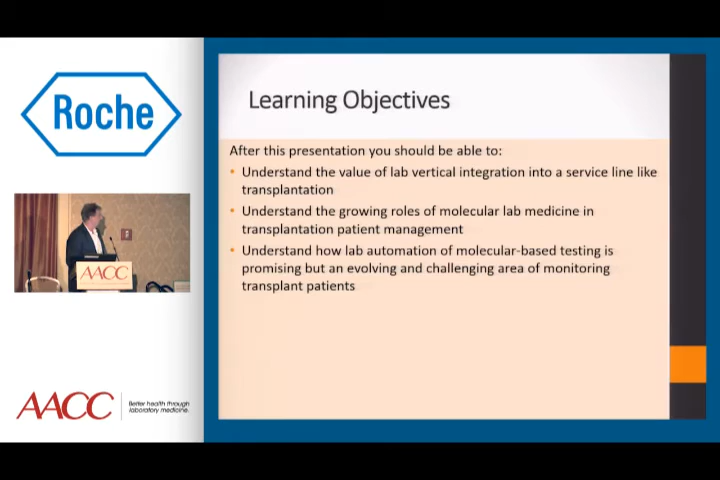 Roche
AACC
AACC
Better health through
laboratory medicine.
Learning Objectives
After this presentation you should be able to:
• Understand the value of lab vertical integration into a service line like
transplantation
• Understand the growing roles of molecular lab medicine in
transplantation patient management
• Understand how lab automation of molecular-based testing is
promising but an evolving and challenging area of monitoring
transplant patients